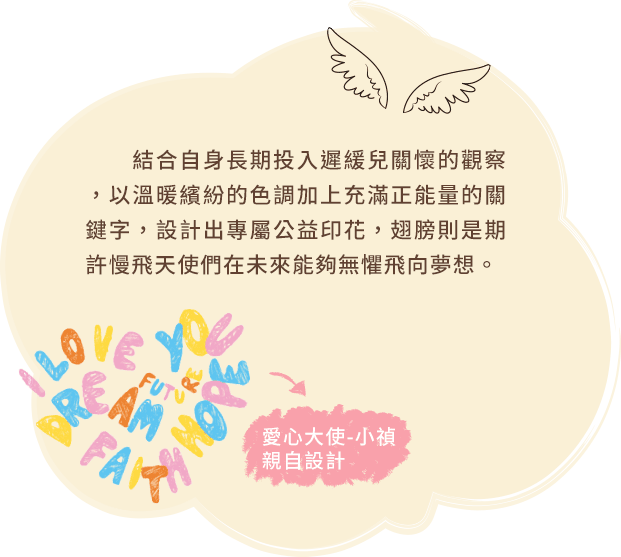 結合自身長期投入遲緩兒關懷的觀察
，以溫暖繽紛的色調加上充滿正能量的關
鍵字，設計出專屬公益印花，翅膀則是期
許慢飛天使們在未來能夠無懼飛向夢想。
I LOVE YOU
FUTURE
DREAM HOPE
FAITH
愛心大使-小禎
親自設計